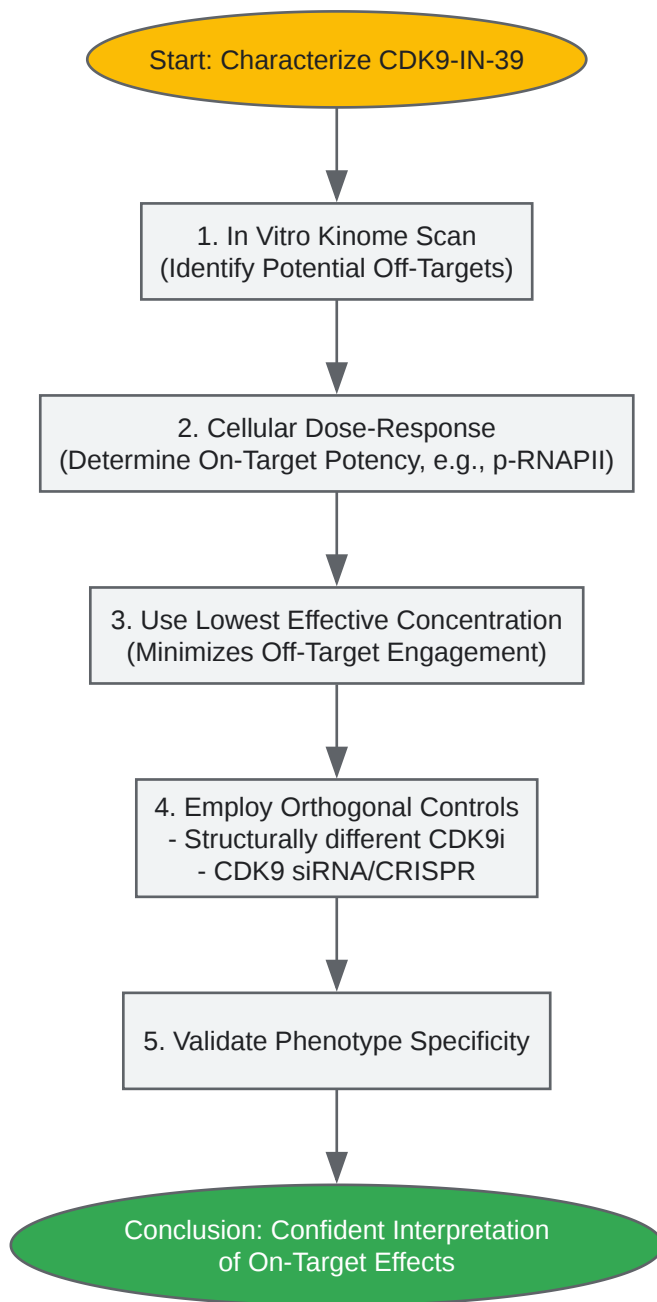 Start: Characterize CDK9-IN-39
1. In Vitro Kinome Scan
(Identify Potential Off-Targets)
2. Cellular Dose-Response
(Determine On-Target Potency, e.g., p-RNAPII)
3. Use Lowest Effective Concentration
(Minimizes Off-Target Engagement)
4. Employ Orthogonal Controls
- Structurally different CDK9i
- CDK9 siRNA/CRISPR
5. Validate Phenotype Specificity
Conclusion: Confident Interpretation
of On-Target Effects